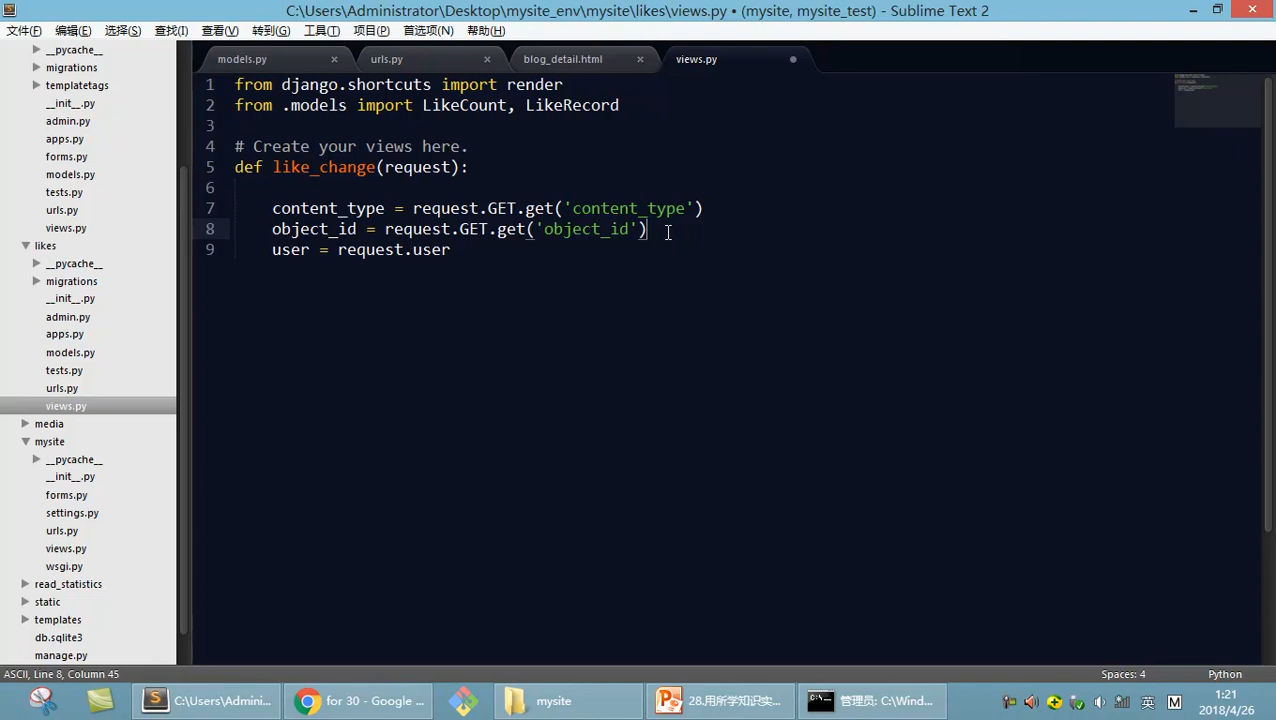 C:\Users\Administrator\Desktop\mysite_env\mysite\likes\views.py • (mysite, mysite_test) - Sublime Text 2
文件(F) 编辑(E) 选择(S) 查找(I) 查看(V) 转到(G) 工具(T) 项目(P) 首选项(N) 帮助(H)
models.py urls.py blog_detail.html views.py
__pycache__
migrations
templatetags
__init__.py
admin.py
apps.py
forms.py
models.py
tests.py
urls.py
views.py
likes
__pycache__
migrations
__init__.py
admin.py
apps.py
models.py
tests.py
urls.py
views.py
media
mysite
__pycache__
__init__.py
forms.py
settings.py
urls.py
views.py
wsgi.py
read_statistics
static
templates
db.sqlite3
manage.py
1 from django.shortcuts import render
2 from .models import LikeCount, LikeRecord
3
4 # Create your views here.
5 def like_change(request):
6
7 content_type = request.GET.get('content_type')
8 object_id = request.GET.get('object_id')
9 user = request.user
ASCII, Line 8, Column 45 Spaces: 4 Python
C:\Users\Admini... for 30 - Google ... mysite 28.用所学知识实... 管理员: C:\Wind... 英 M 1:21
2018/4/26